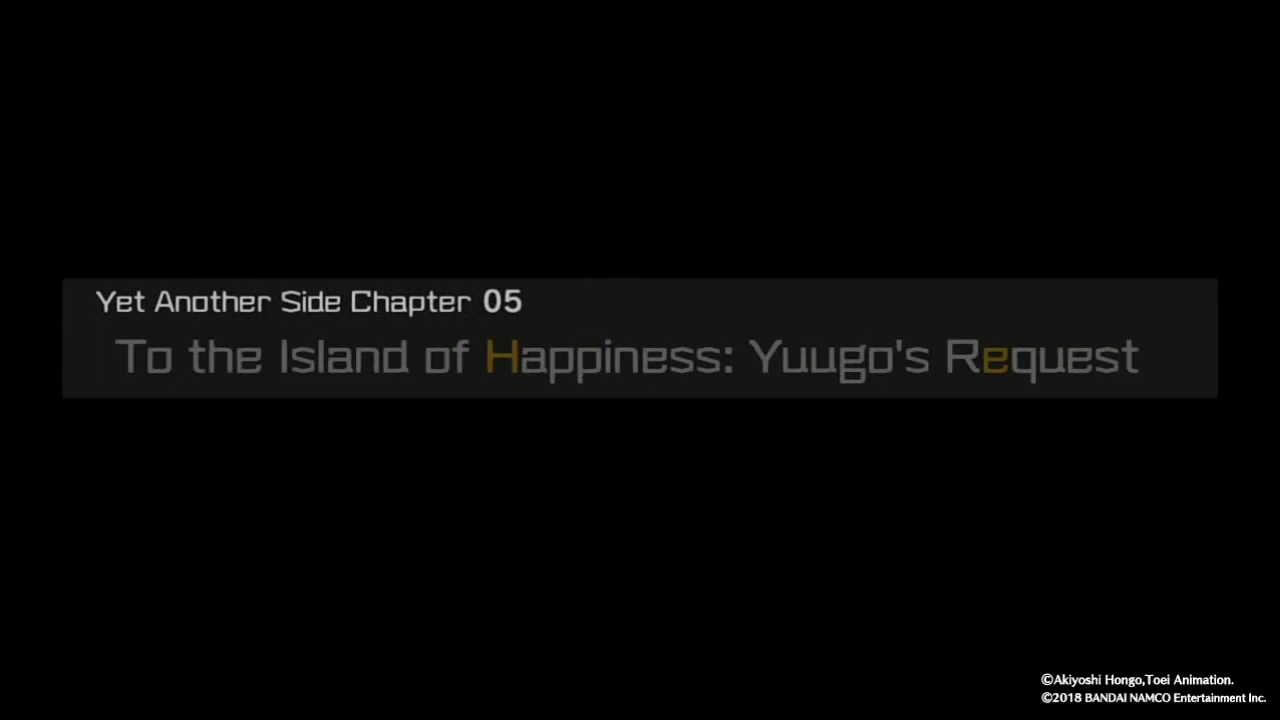 Yet Another Side Chapter 05
To the Island of Happiness: Yuugo's Request
©Akiyoshi Hongo,Toei Animation.
©2018 BANDAI NAMCO Entertainment Inc.